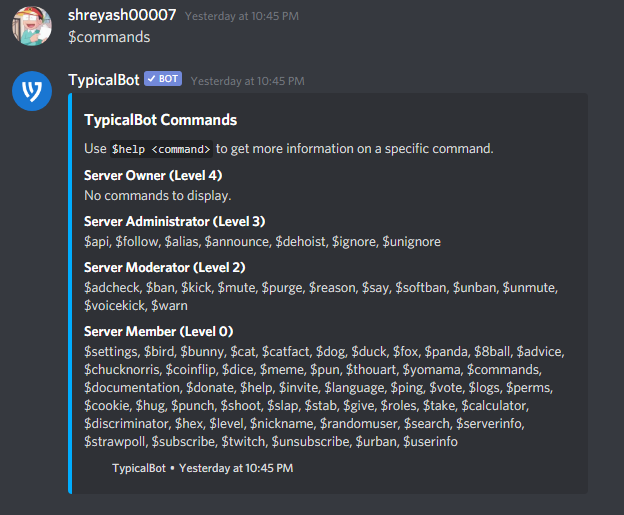 shreyash00007 Yesterday at 10:45 PM
$commands
TypicalBot BOT Yesterday at 10:45 PM
TypicalBot Commands
Use $help <command> to get more information on a specific command.
Server Owner (Level 4)
No commands to display.
Server Administrator (Level 3)
$api, $follow, $alias, $announce, $dehoist, $ignore, $unignore
Server Moderator (Level 2)
$adcheck, $ban, $kick, $mute, $purge, $reason, $say, $softban, $unban, $unmute,
$voicekick, $warn
Server Member (Level 0)
$settings, $bird, $bunny, $cat, $catfact, $dog, $duck, $fox, $panda, $8ball, $advice,
$chucknorris, $coinflip, $dice, $meme, $pun, $thouart, $yomama, $commands,
$documentation, $donate, $help, $invite, $language, $ping, $vote, $logs, $perms,
$cookie, $hug, $punch, $shoot, $slap, $stab, $give, $roles, $take, $calculator,
$discriminator, $hex, $level, $nickname, $randomuser, $search, $serverinfo,
$strawpoll, $subscribe, $twitch, $unsubscribe, $urban, $userinfo
TypicalBot • Yesterday at 10:45 PM